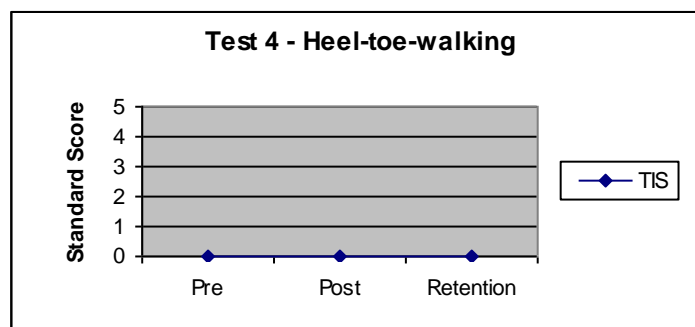 Test 4 - Heel-toe-walking
Standard Score
5
4
3
2
1
0
Pre Post Retention
TIS